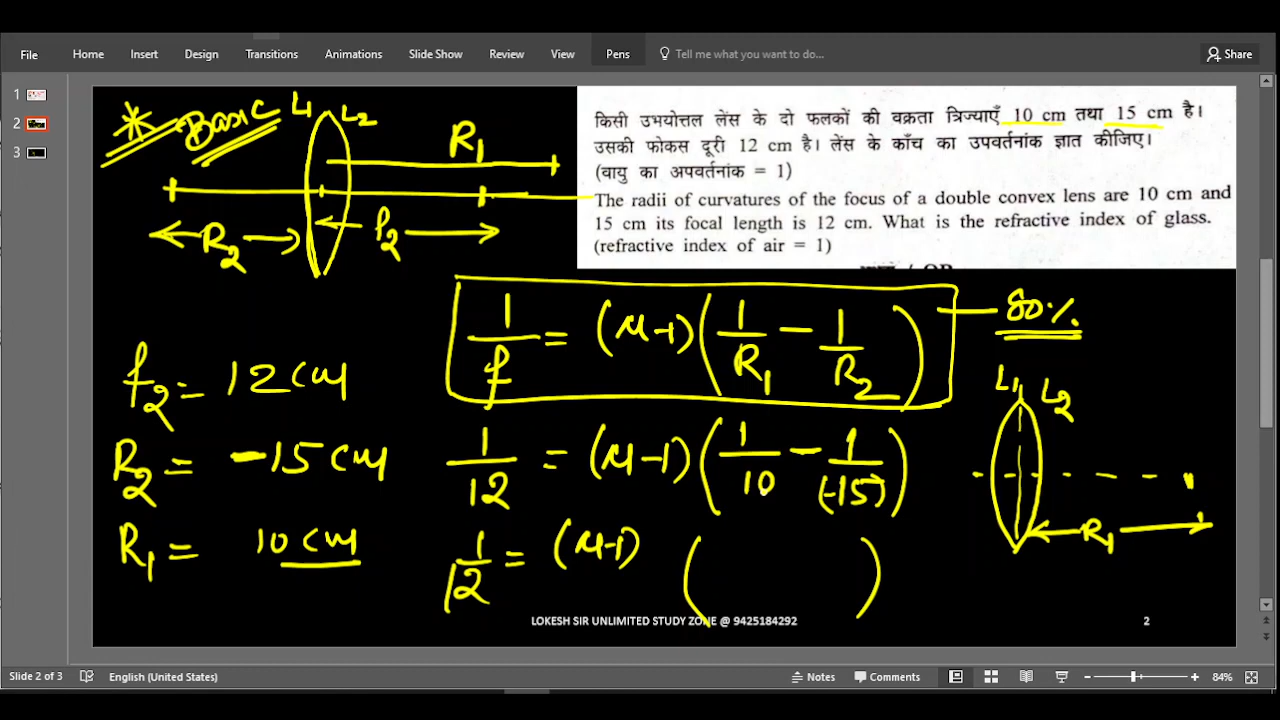 File Home Insert Design Transitions Animations Slide Show Review View Pens Tell me what you want to do... Share
1
2
3
* Basic
L1 L2
R1
R2
f2
किसी उभयोत्तल लेंस के दो फलकों की वक्रता त्रिज्याएँ 10 cm तथा 15 cm है।
उसकी फोकस दूरी 12 cm है। लेंस के काँच का उपवर्तनांक ज्ञात कीजिए।
(वायु का अपवर्तनांक = 1)
The radii of curvatures of the focus of a double convex lens are 10 cm and
15 cm its focal length is 12 cm. What is the refractive index of glass.
(refractive index of air = 1)
1/f = (μ-1)(1/R1 - 1/R2)
80%
f2 = 12 cm
R2 = -15 cm
R1 = 10 cm
1/12 = (μ-1)(1/10 - 1/(-15))
1/12 = (μ-1) ( )
L1 L2
R1
LOKESH SIR UNLIMITED STUDY ZONE @ 9425184292
2
Slide 2 of 3 English (United States) Notes Comments 84%